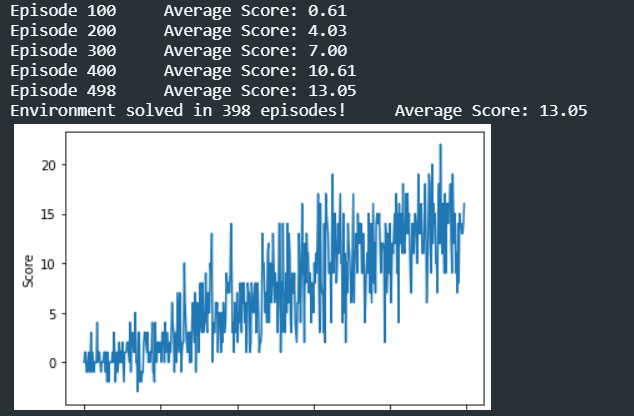 Episode 100 Average Score: 0.61
Episode 200 Average Score: 4.03
Episode 300 Average Score: 7.00
Episode 400 Average Score: 10.61
Episode 498 Average Score: 13.05
Environment solved in 398 episodes! Average Score: 13.05
20
15
10
5
0
Score